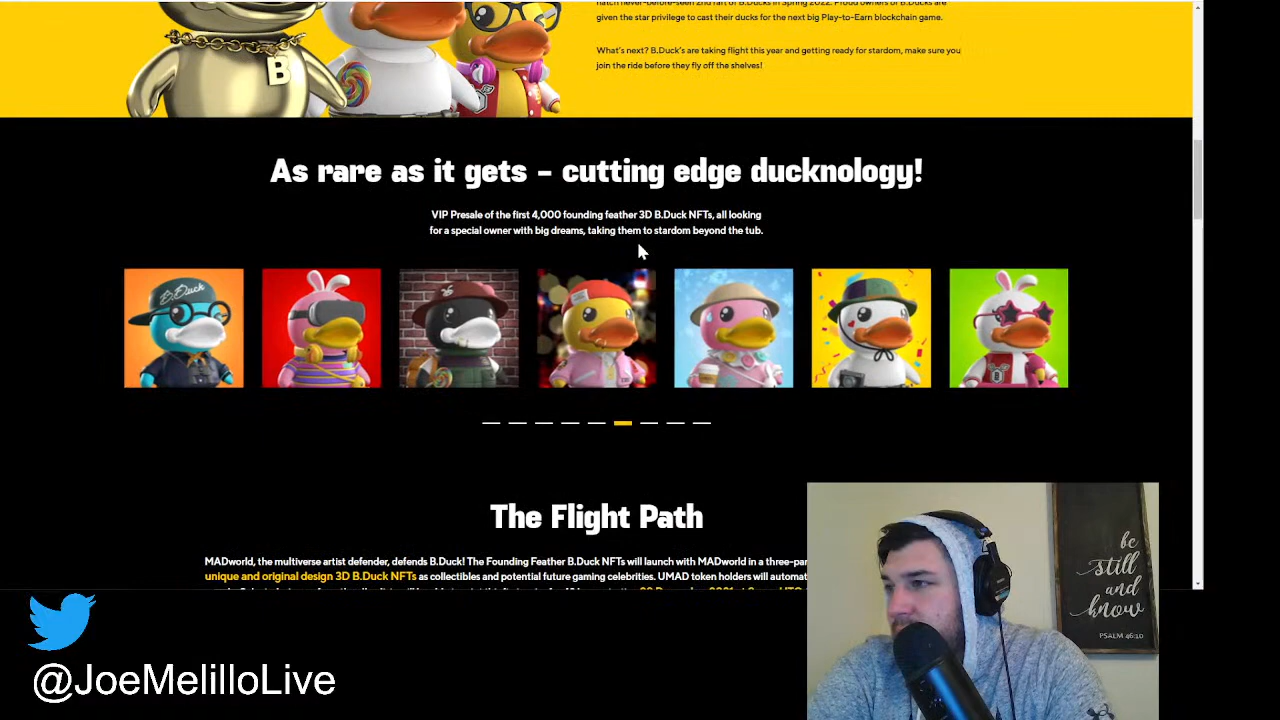 hatch never-before-seen 2nd raft of B.Ducks in Spring 2022. Proud owners of B.Ducks are
given the star privilege to cast their ducks for the next big Play-to-Earn blockchain game.
What's next? B.Duck's are taking flight this year and getting ready for stardom, make sure you
join the ride before they fly off the shelves!
B
As rare as it gets - cutting edge ducknology!
VIP Presale of the first 4,000 founding feather 3D B.Duck NFTs, all looking
for a special owner with big dreams, taking them to stardom beyond the tub.
B.Duck
The Flight Path
MADworld, the multiverse artist defender, defends B.Duck! The Founding Feather B.Duck NFTs will launch with MADworld in a three-par
unique and original design 3D B.Duck NFTs as collectibles and potential future gaming celebrities. UMAD token holders will automat
be
still
and
know
PSALM 46:10
@JoeMelilloLive